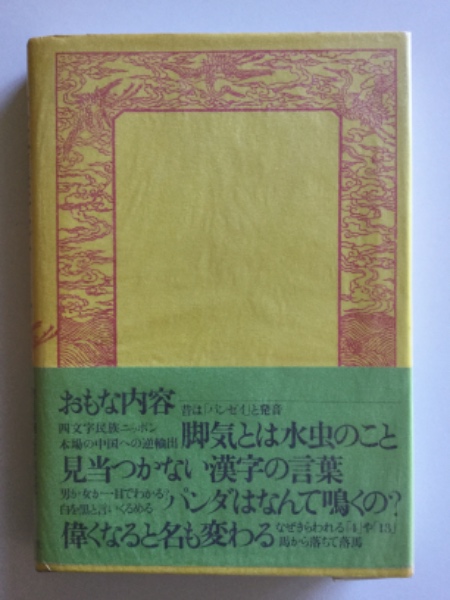 おもな内容 昔は「バンゼイ」と発音
四文字民族ニッポン
本場の中国への逆輸出 脚気とは水虫のこと
見当つかない漢字の言葉
男か女か一目でわかる
白を黒と言いくるめる パンダはなんて鳴くの?
偉くなると名も変わる なぜきらわれる「4」や「13」
馬から落ちて落馬